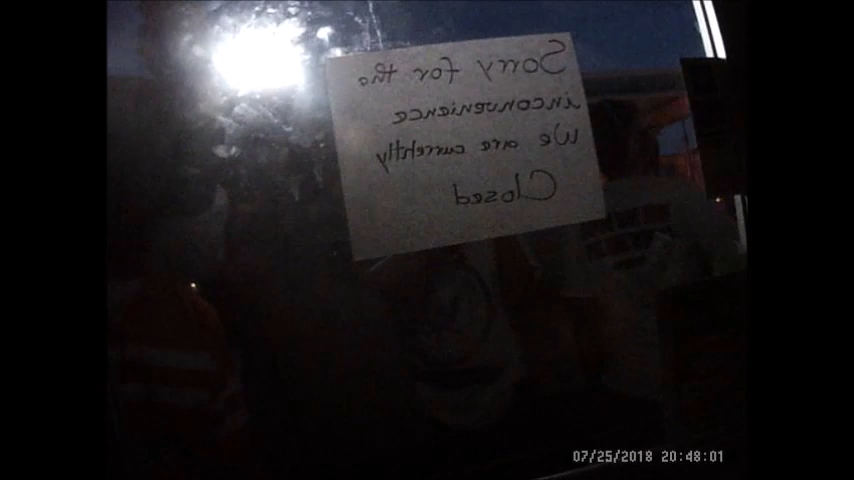 Sorry for the
inconvenience
We are currently
Closed
07/25/2018 20:48:01